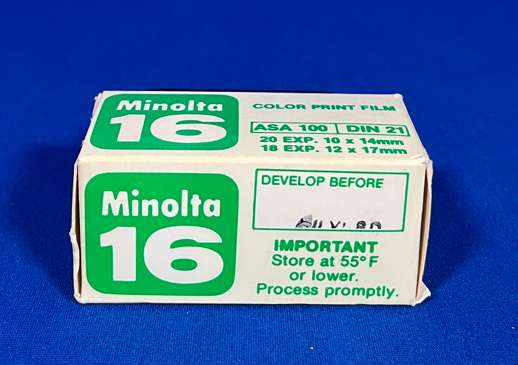 Minolta
16
COLOR PRINT FILM
ASA 100 DIN 21
20 EXP. 10 x 14mm
18 EXP. 12 x 17mm
Minolta
16
DEVELOP BEFORE
IMPORTANT
Store at 55°F
or lower.
Process promptly.